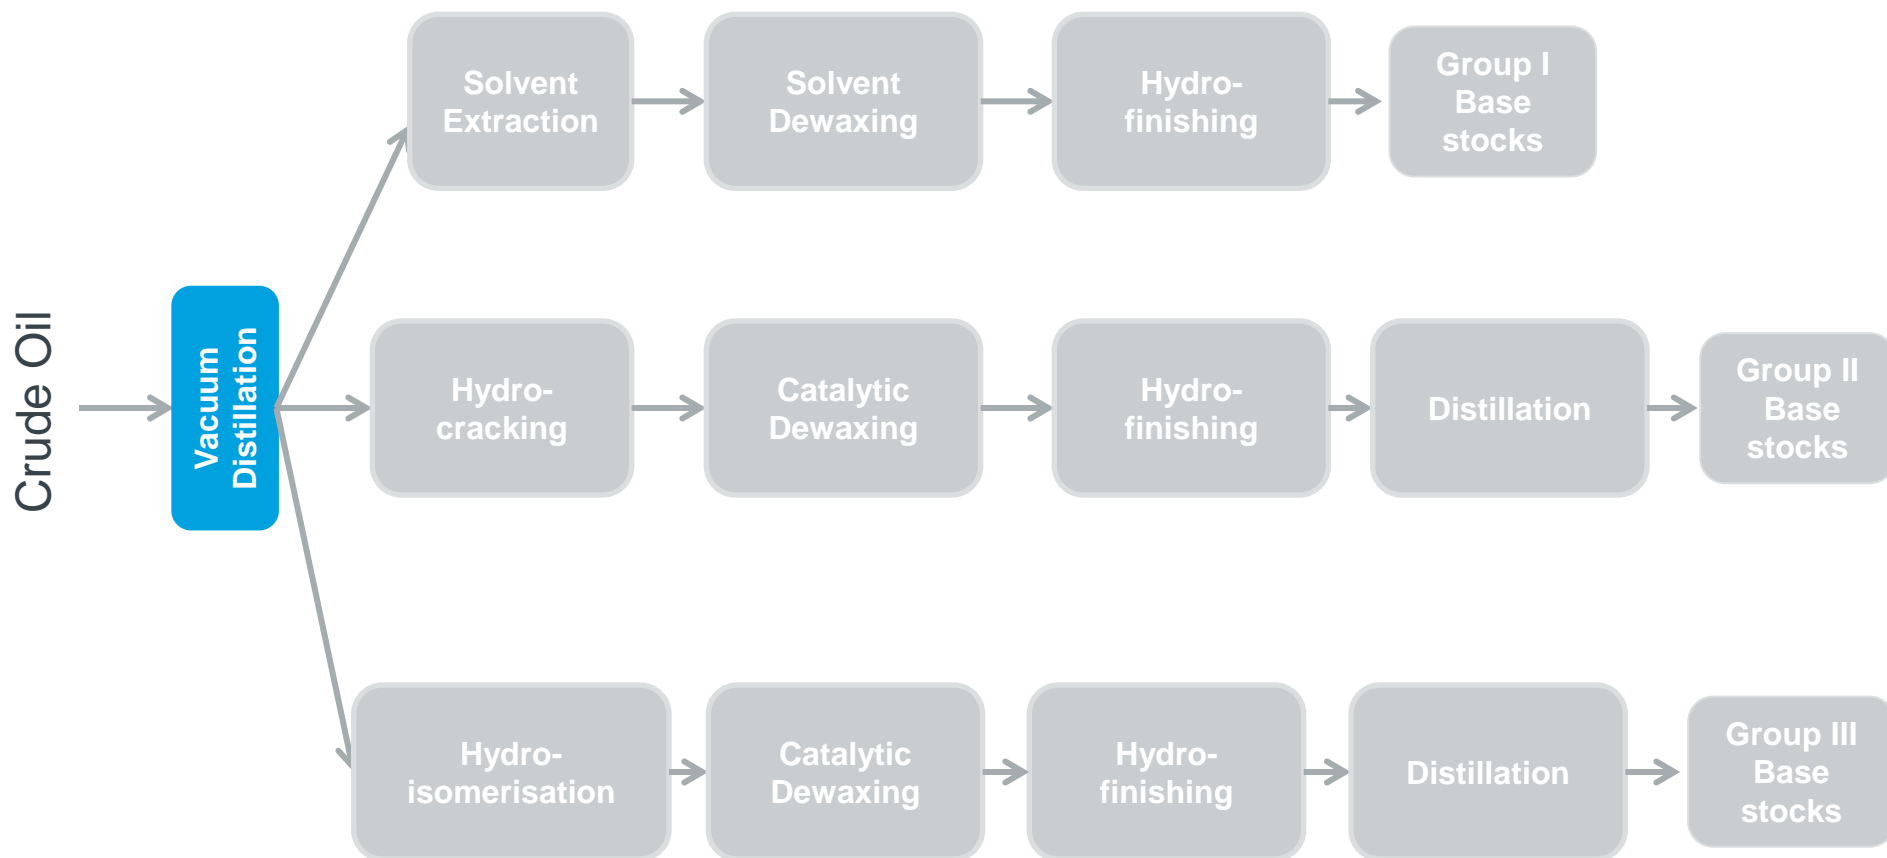 Crude Oil
Vacuum
Distillation
Solvent
Extraction
Solvent
Dewaxing
Hydro-
finishing
Group I
Base
stocks
Hydro-
cracking
Catalytic
Dewaxing
Hydro-
finishing
Distillation
Group II
Base
stocks
Hydro-
isomerisation
Catalytic
Dewaxing
Hydro-
finishing
Distillation
Group III
Base
stocks